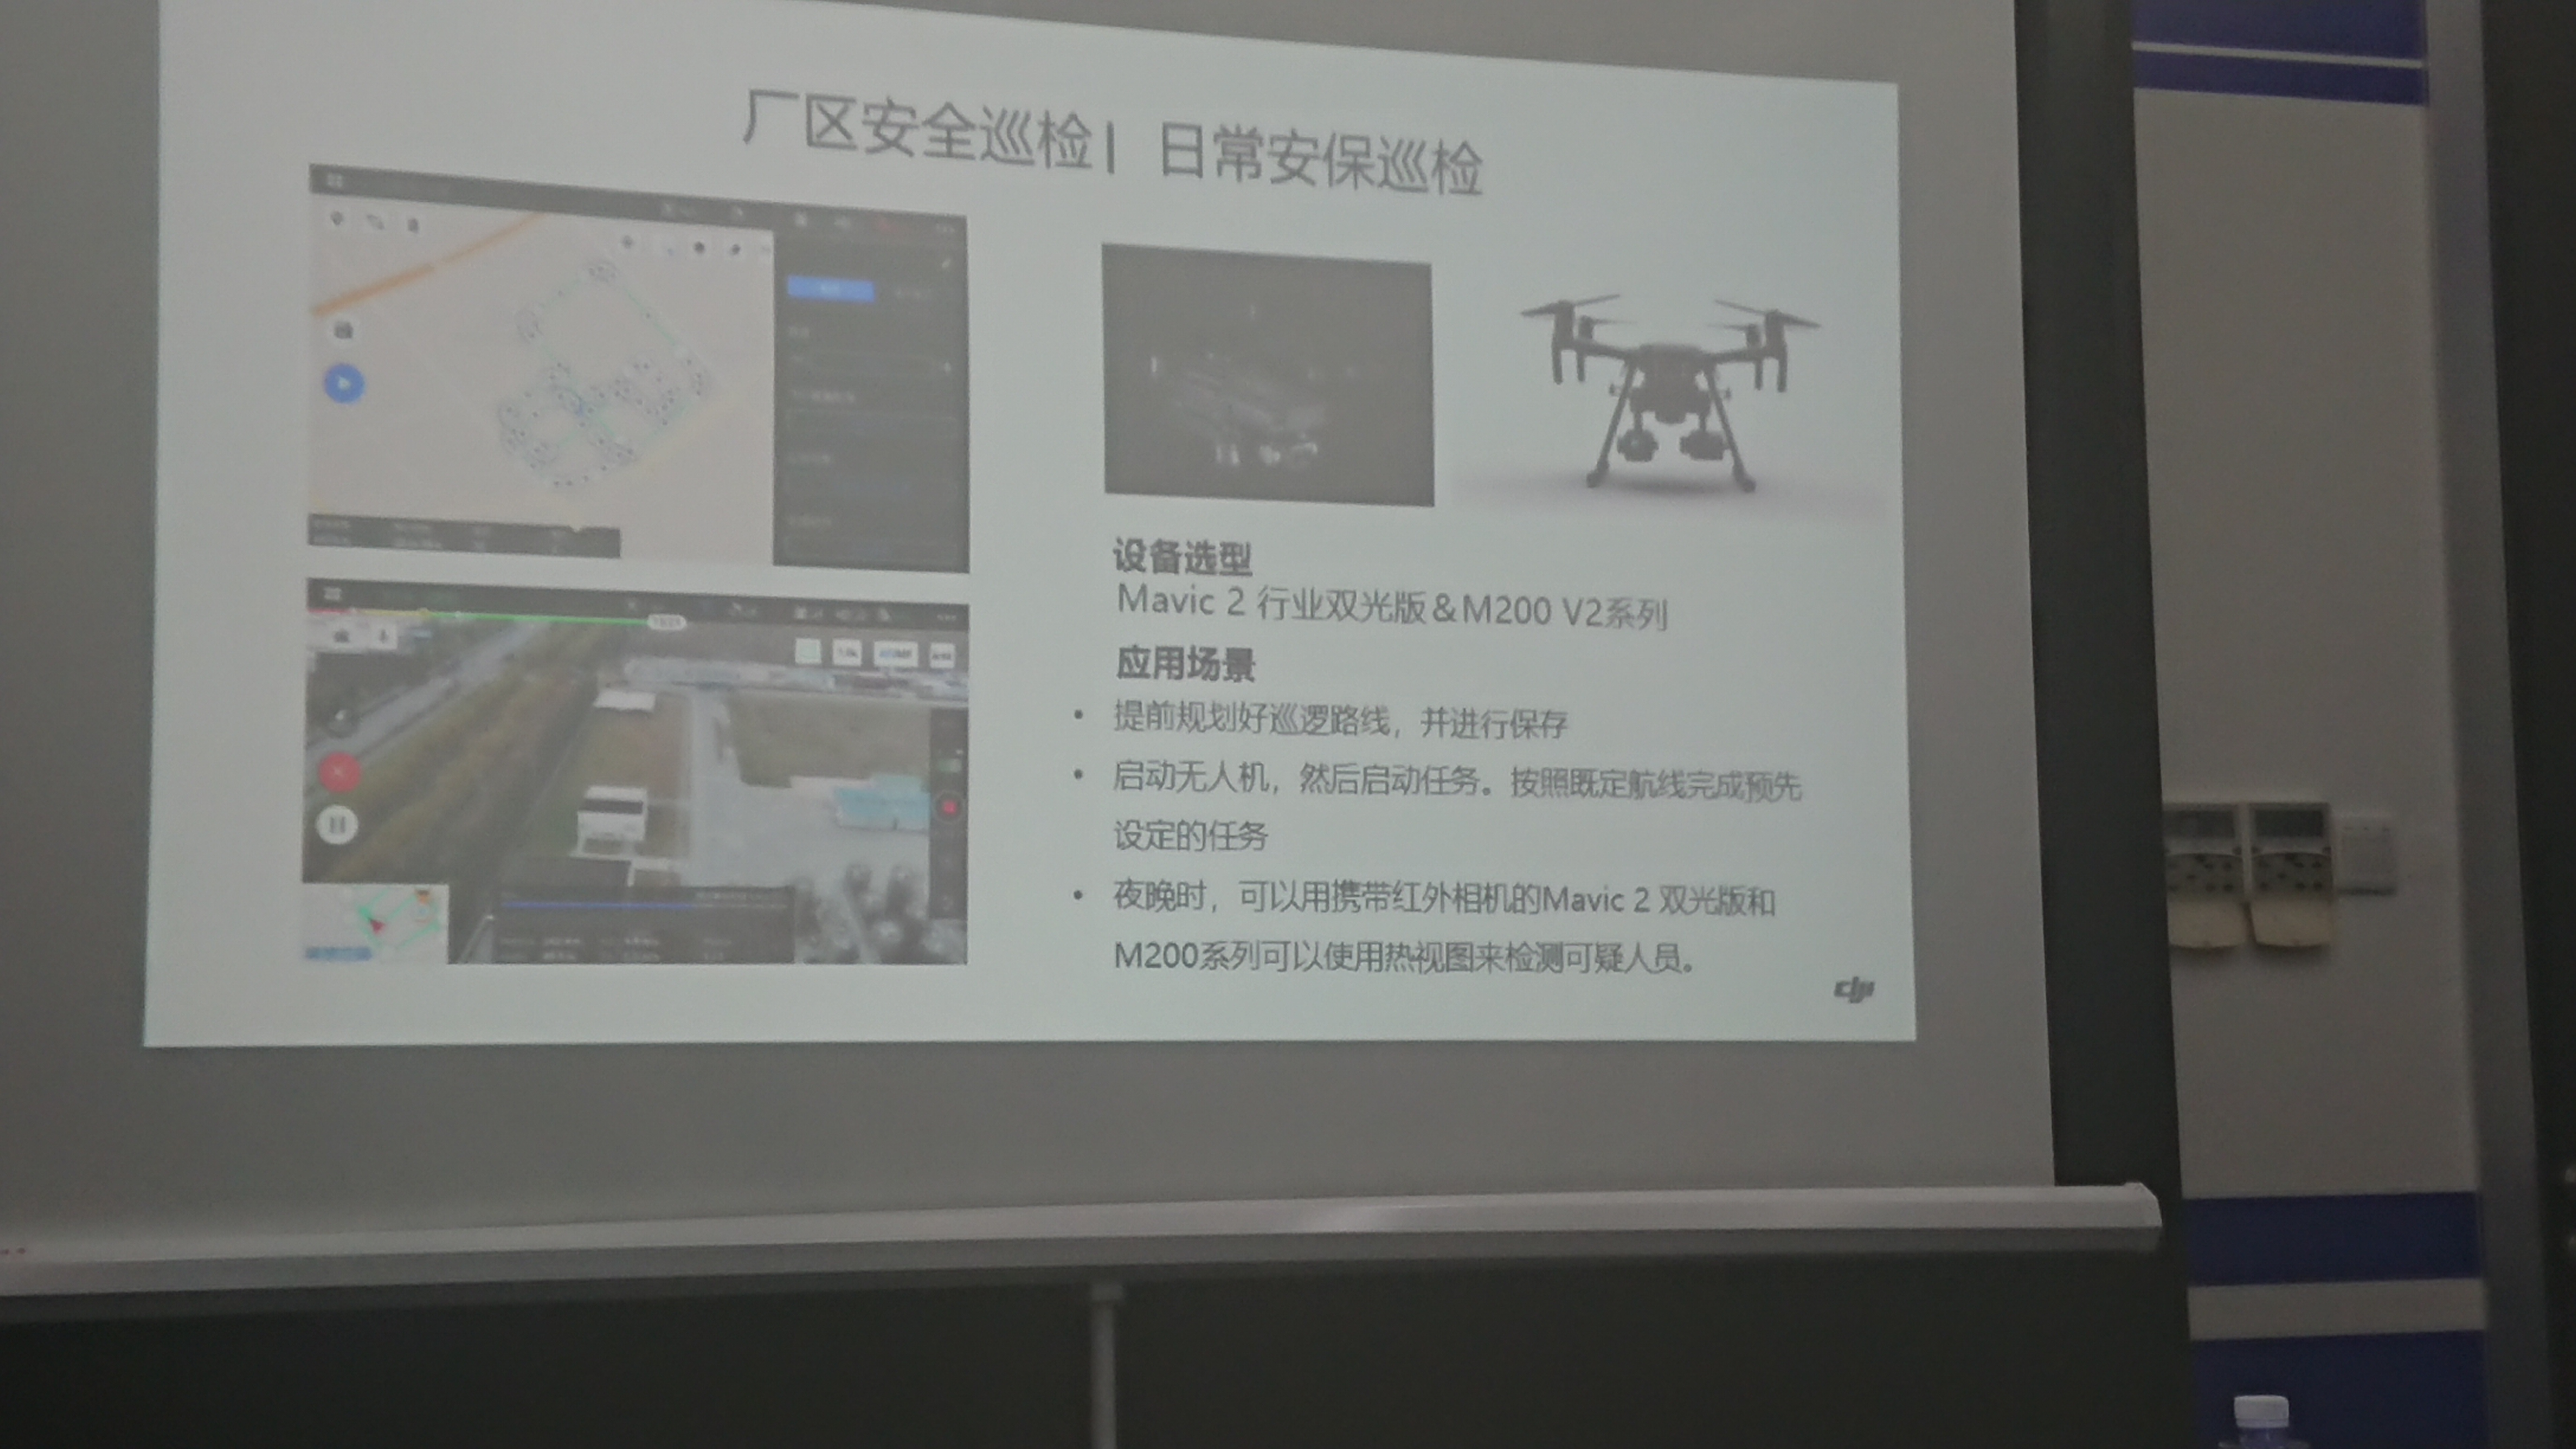 厂区安全巡检| 日常安保巡检
设备选型
Mavic 2 行业双光版&M200 V2系列
应用场景
• 提前规划好巡逻路线，并进行保存
• 启动无人机，然后启动任务。按照既定航线完成预先
设定的任务
• 夜晚时，可以用携带红外相机的Mavic 2 双光版和
M200系列可以使用热视图来检测可疑人员。
dji